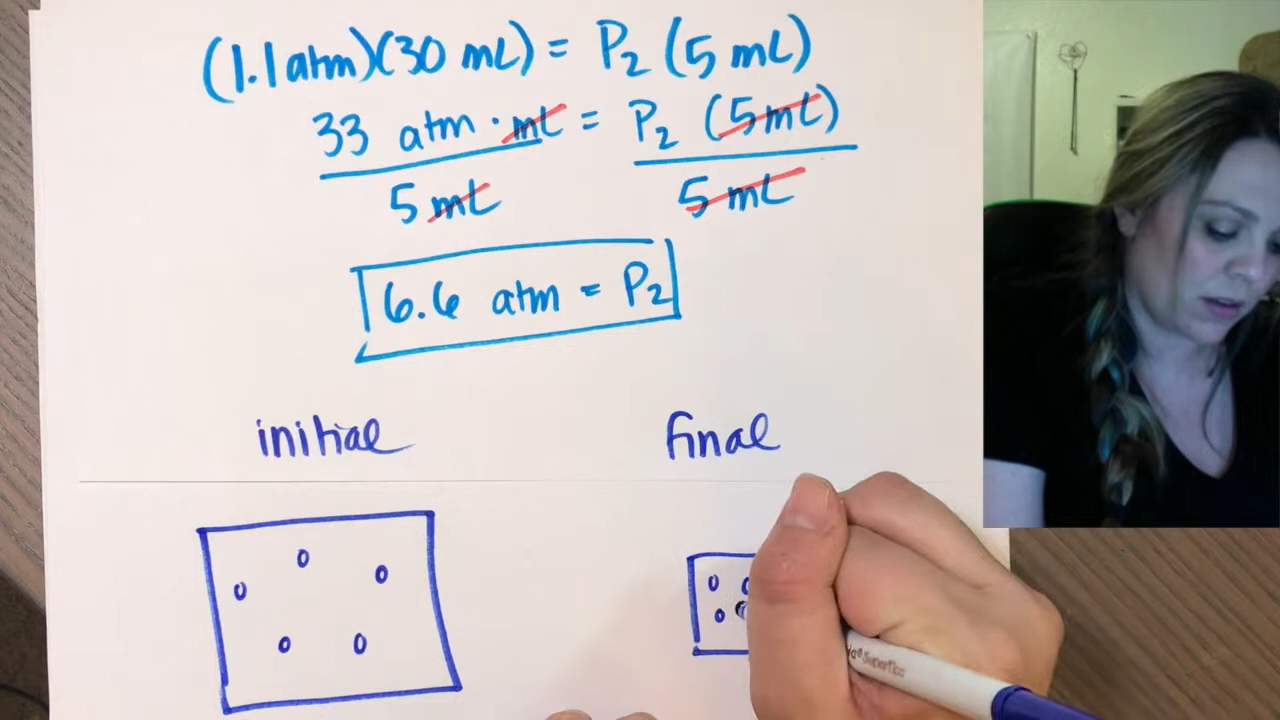 (1.1 atm)(30 mL) = P₂ (5 mL)
33 atm · mL = P₂ (5 mL)
5 mL 5 mL
6.6 atm = P₂
initial final